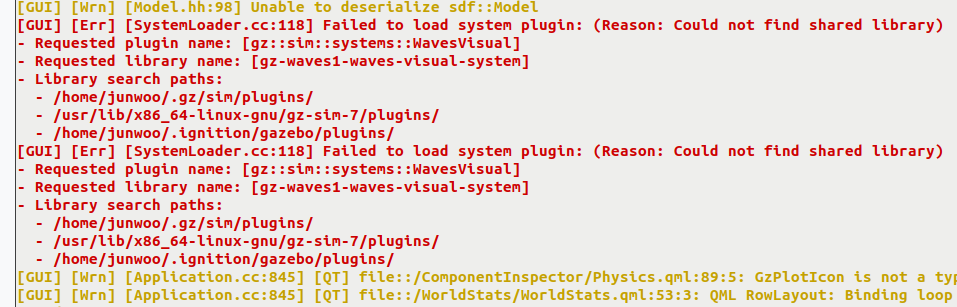 [GUI] [Wrn] [Model.hh:98] Unable to deserialize sdf::Model
[GUI] [Err] [SystemLoader.cc:118] Failed to load system plugin: (Reason: Could not find shared library)
- Requested plugin name: [gz::sim::systems::WavesVisual]
- Requested library name: [gz-waves1-waves-visual-system]
- Library search paths:
  - /home/junwoo/.gz/sim/plugins/
  - /usr/lib/x86_64-linux-gnu/gz-sim-7/plugins/
  - /home/junwoo/.ignition/gazebo/plugins/
[GUI] [Err] [SystemLoader.cc:118] Failed to load system plugin: (Reason: Could not find shared library)
- Requested plugin name: [gz::sim::systems::WavesVisual]
- Requested library name: [gz-waves1-waves-visual-system]
- Library search paths:
  - /home/junwoo/.gz/sim/plugins/
  - /usr/lib/x86_64-linux-gnu/gz-sim-7/plugins/
  - /home/junwoo/.ignition/gazebo/plugins/
[GUI] [Wrn] [Application.cc:845] [QT] file::/ComponentInspector/Physics.qml:89:5: GzPlotIcon is not a typ
[GUI] [Wrn] [Application.cc:845] [QT] file::/WorldStats/WorldStats.qml:53:3: QML RowLayout: Binding loop